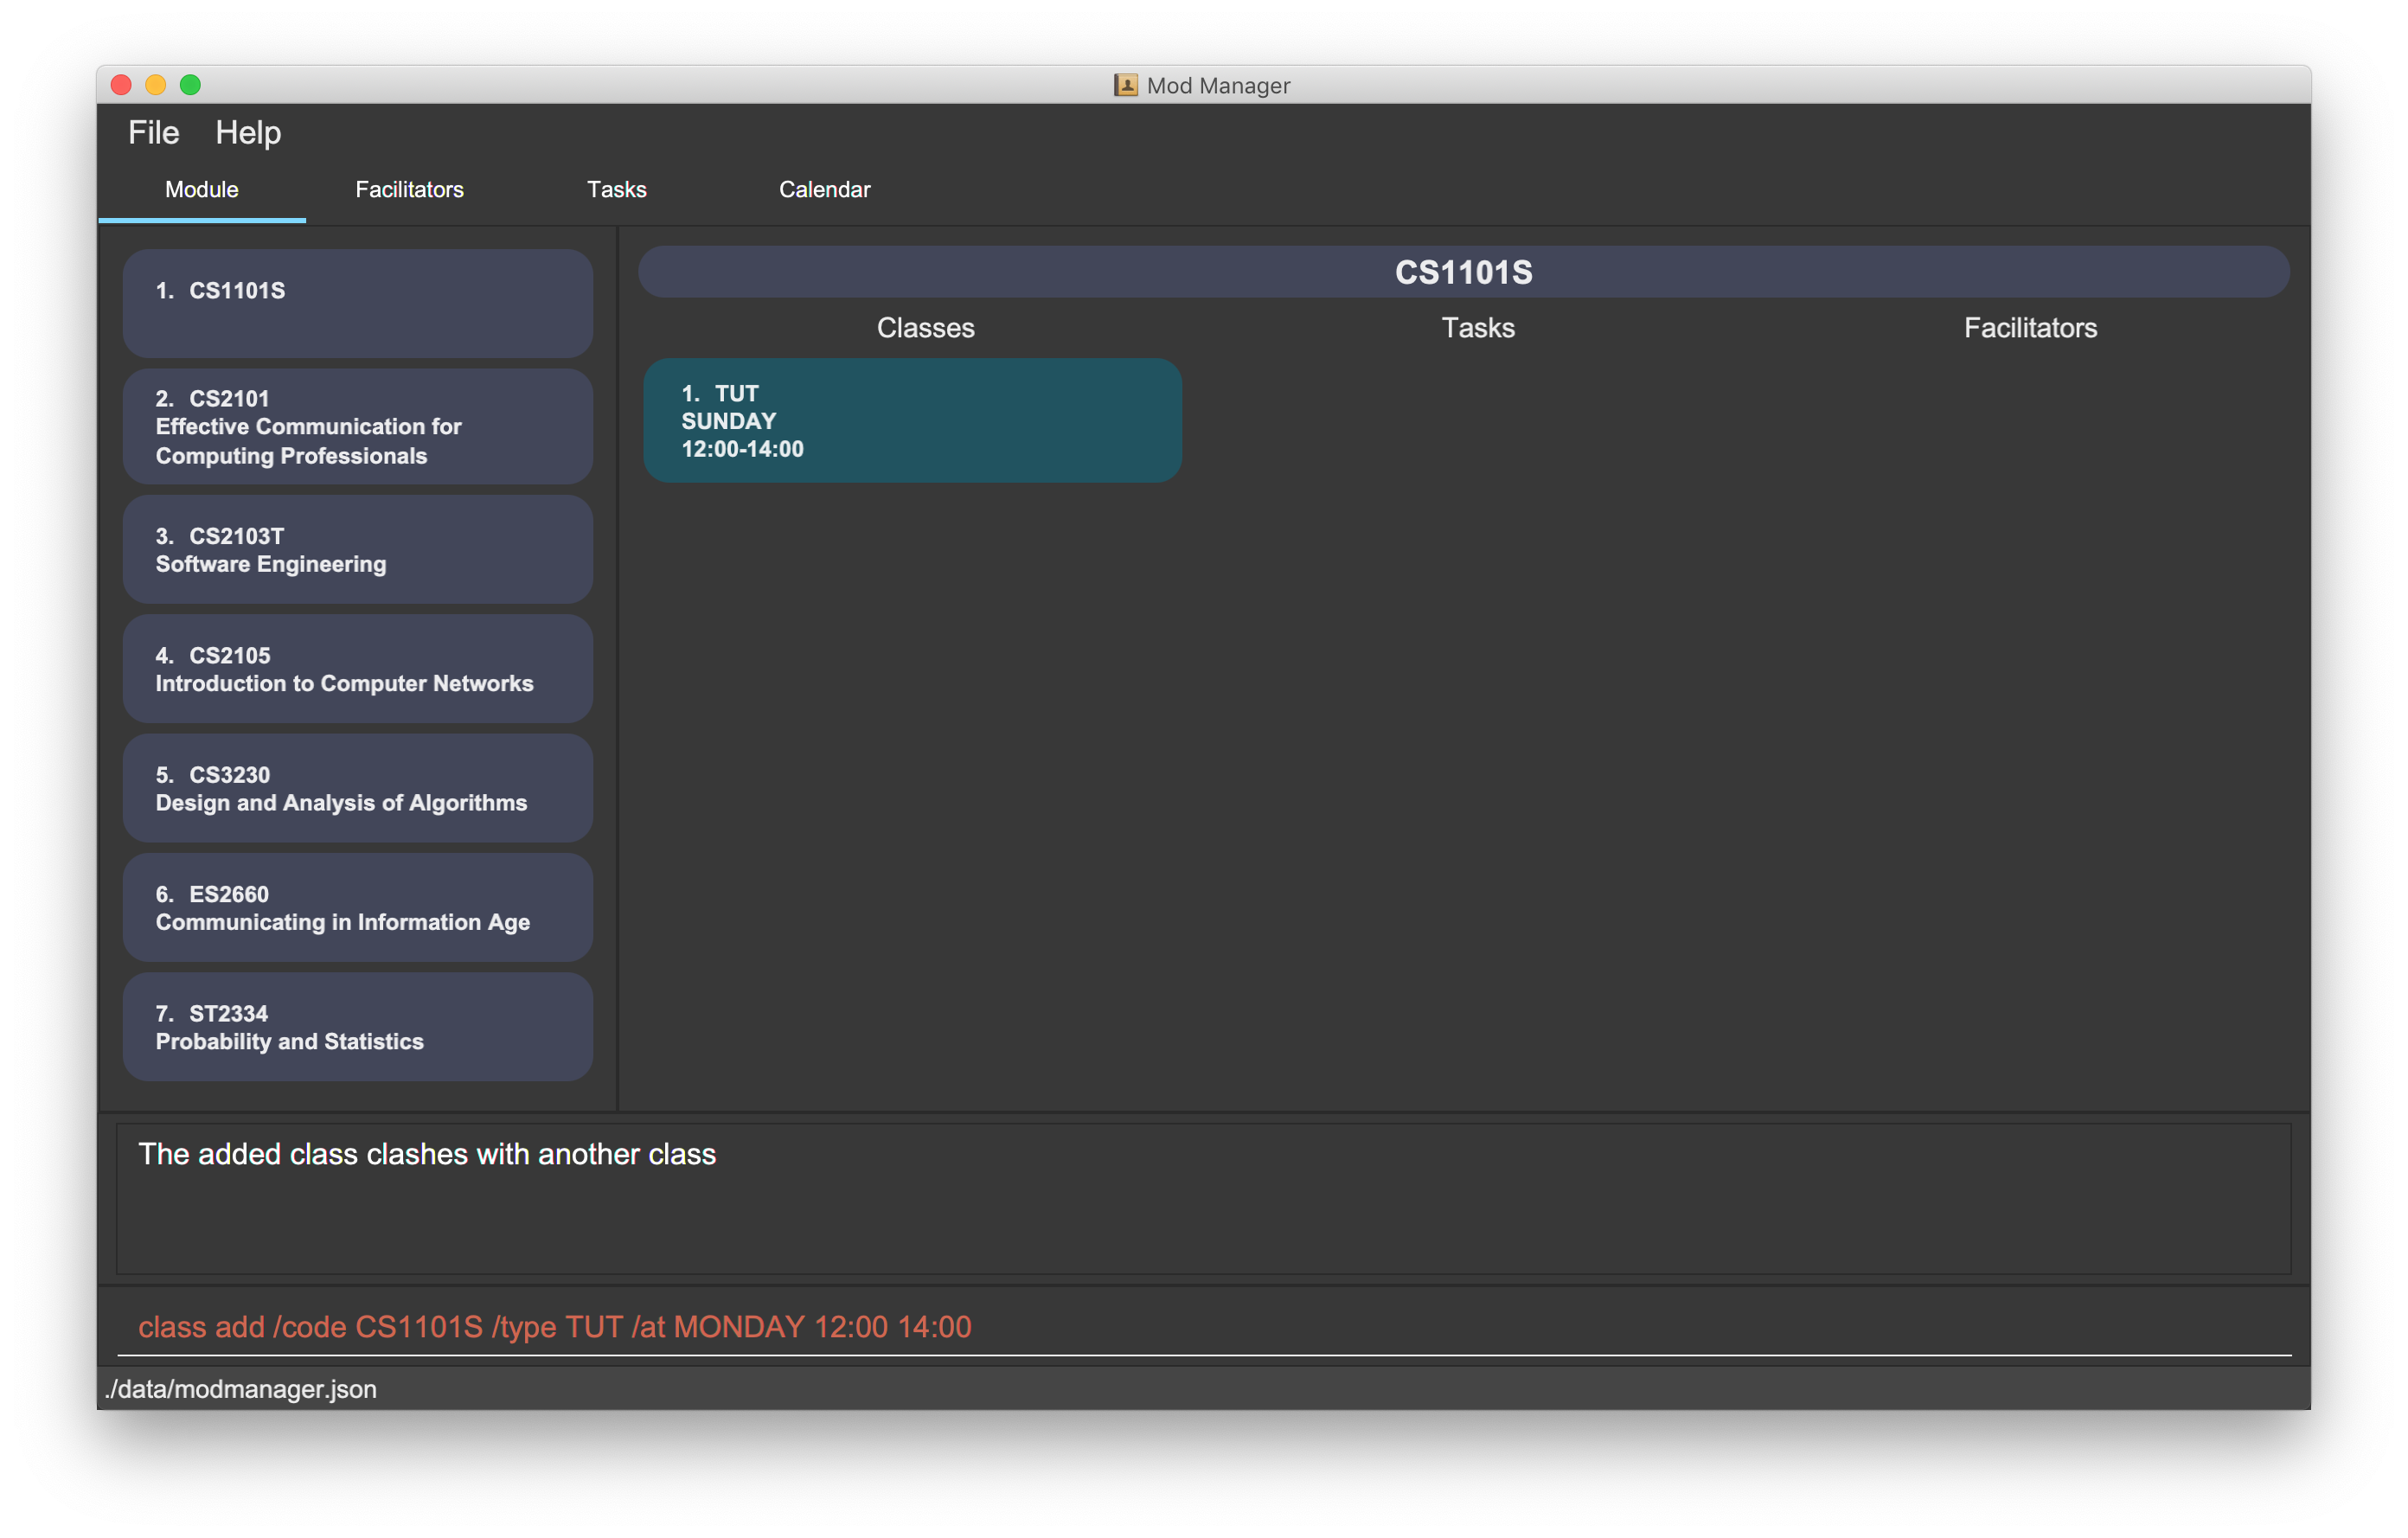 Mod Manager
File Help
Module Facilitators Tasks Calendar
1. CS1101S
2. CS2101
Effective Communication for
Computing Professionals
3. CS2103T
Software Engineering
4. CS2105
Introduction to Computer Networks
5. CS3230
Design and Analysis of Algorithms
6. ES2660
Communicating in Information Age
7. ST2334
Probability and Statistics
CS1101S
Classes Tasks Facilitators
1. TUT
SUNDAY
12:00-14:00
The added class clashes with another class
class add /code CS1101S /type TUT /at MONDAY 12:00 14:00
./data/modmanager.json